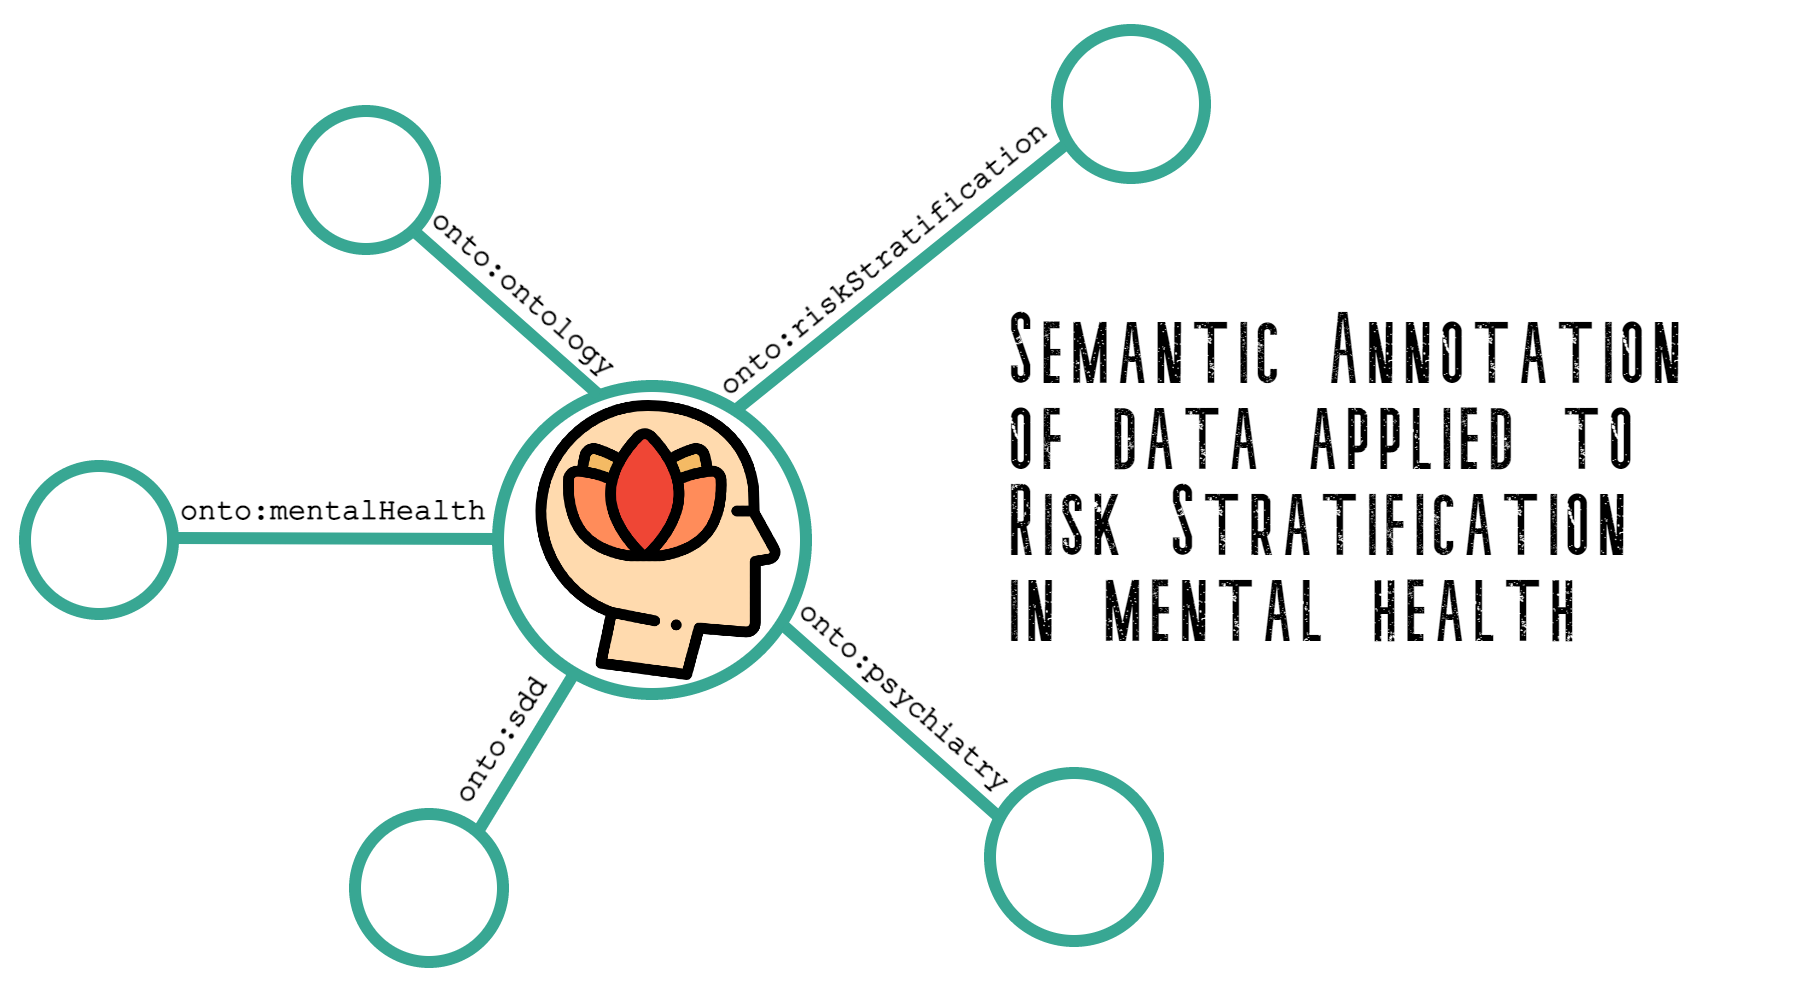 onto:ontology
onto:riskStratification
onto:mentalHealth
onto:sdd
onto:psychiatry
Semantic Annotation
of data applied to
Risk Stratification
in mental health